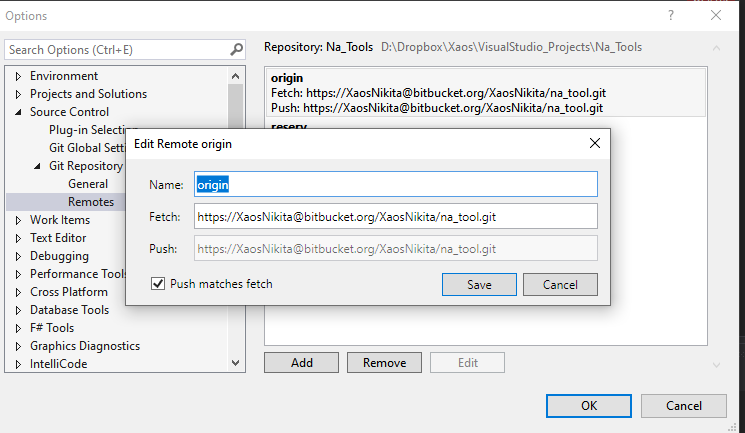 Options
Search Options (Ctrl+E)
Environment
Projects and Solutions
Source Control
Plug-in Selection
Git Global Sett
Git Repository
General
Remotes
Work Items
Text Editor
Debugging
Performance Tools
Cross Platform
Database Tools
F# Tools
Graphics Diagnostics
IntelliCode
Repository: Na_Tools D:\Dropbox\Xaos\VisualStudio_Projects\Na_Tools
origin
Fetch: https://XaosNikita@bitbucket.org/XaosNikita/na_tool.git
Push: https://XaosNikita@bitbucket.org/XaosNikita/na_tool.git
reserv
Edit Remote origin
Name: origin
Fetch: https://XaosNikita@bitbucket.org/XaosNikita/na_tool.git
Push: https://XaosNikita@bitbucket.org/XaosNikita/na_tool.git
Push matches fetch
Save Cancel
Add Remove Edit
OK Cancel